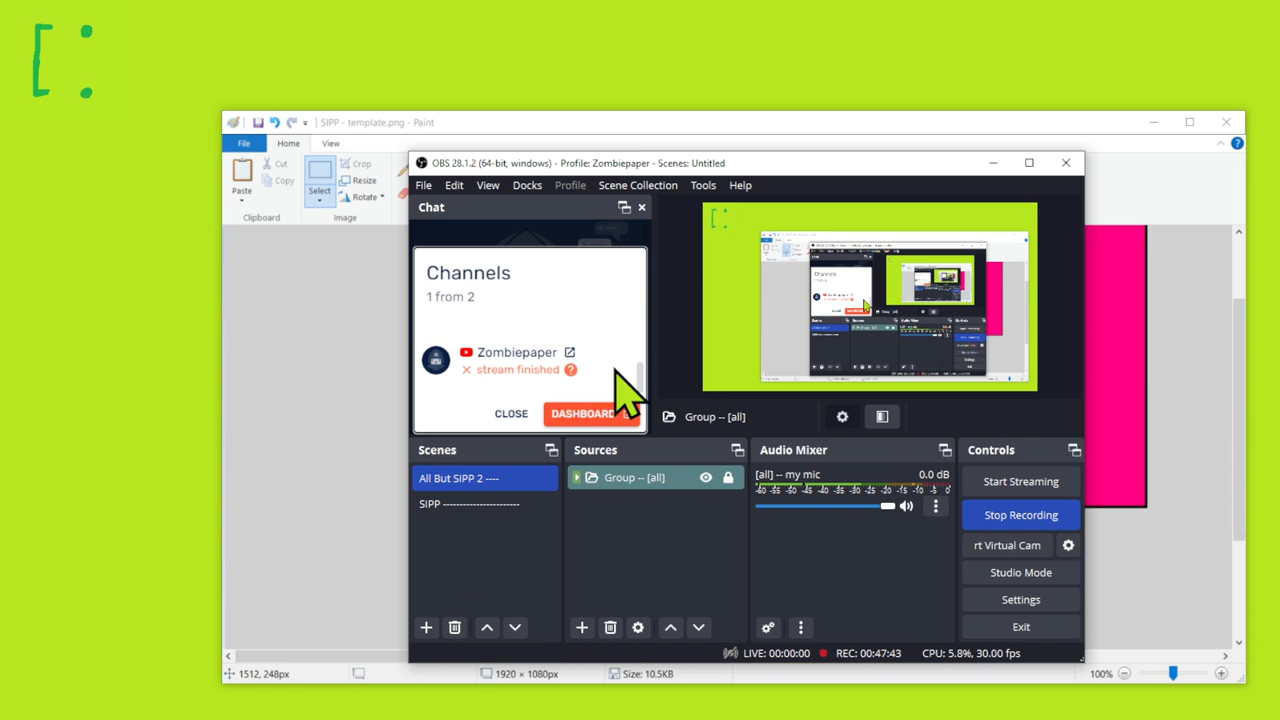 [:
SIPP - template.png - Paint
File Home View
Paste
Cut
Copy
Clipboard
Select
Crop
Resize
Rotate
Image
OBS 28.1.2 (64-bit, windows) - Profile: Zombiepaper - Scenes: Untitled
File Edit View Docks Profile Scene Collection Tools Help
Chat
Channels
1 from 2
Zombiepaper
stream finished ?
CLOSE DASHBOARD
Group -- [all]
Scenes
All But SIPP 2 ----
SIPP ----------------------
Sources
Group -- [all]
Audio Mixer
[all] -- my mic 0.0 dB
-60 -55 -50 -45 -40 -35 -30 -25 -20 -15 -10 -5 0
Controls
Start Streaming
Stop Recording
rt Virtual Cam
Studio Mode
Settings
Exit
LIVE: 00:00:00 REC: 00:47:43 CPU: 5.8%, 30.00 fps
1512, 248px 1920 × 1080px Size: 10.5KB 100%